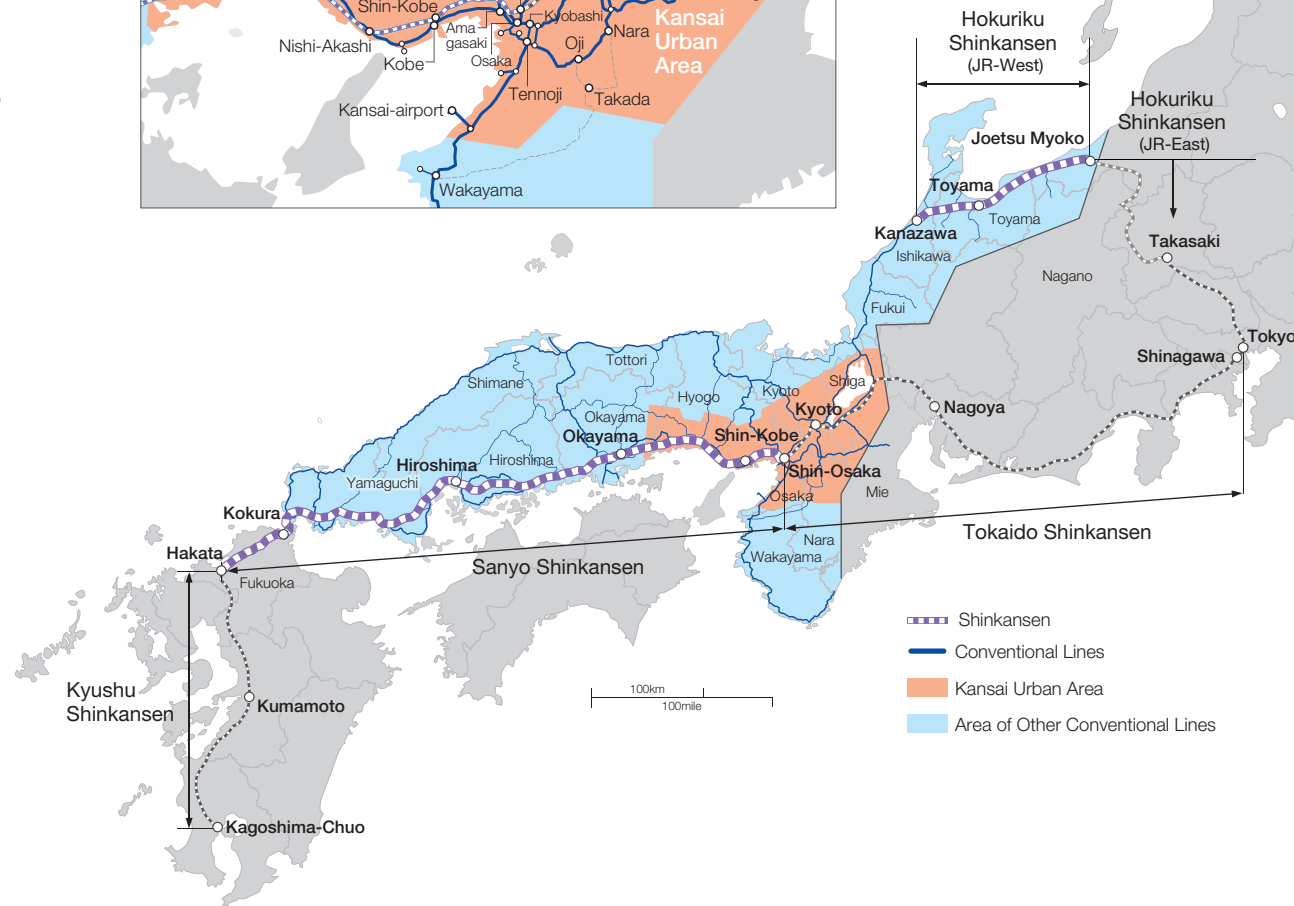 Shin-Kobe
Kyobashi
Kansai
Urban
Area
Ama
gasaki
Nara
Nishi-Akashi
Oji
Kobe
Osaka
Tennoji
Takada
Kansai-airport
Wakayama
Hokuriku
Shinkansen
(JR-West)
Hokuriku
Shinkansen
(JR-East)
Joetsu Myoko
Toyama
Toyama
Kanazawa
Ishikawa
Takasaki
Nagano
Fukui
Tokyo
Shinagawa
Tottori
Shimane
Shiga
Kyoto
Hyogo
Kyoto
Nagoya
Okayama
Okayama
Shin-Kobe
Hiroshima
Hiroshima
Shin-Osaka
Yamaguchi
Osaka
Mie
Kokura
Tokaido Shinkansen
Nara
Hakata
Wakayama
Sanyo Shinkansen
Fukuoka
Shinkansen
Conventional Lines
Kansai Urban Area
Area of Other Conventional Lines
100km
100mile
Kyushu
Shinkansen
Kumamoto
Kagoshima-Chuo